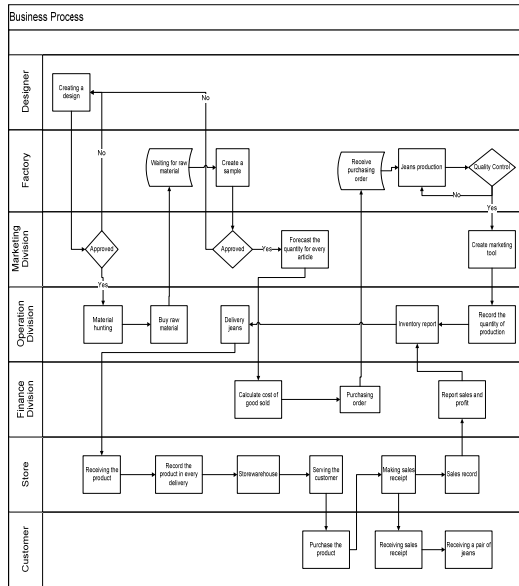 Business Process
Designer
Creating a
design
No
No
Factory
Waiting for raw
material
Create a
sample
Receive
purchasing
order
Jeans production
Quality Control
No
Yes
Marketing
Division
Approved
Yes
Approved
Yes
Forecast the
quantity for every
article
Create marketing
tool
Operation
Division
Material
hunting
Buy raw
material
Delivery
jeans
Inventory report
Record the
quantity of
production
Finance
Division
Calculate cost of
good sold
Purchasing
order
Report sales and
profit
Store
Receiving the
product
Record the
product in every
delivery
Storewarehouse
Serving the
customer
Making sales
receipt
Sales record
Customer
Purchase the
product
Receiving sales
receipt
Receiving a pair of
jeans